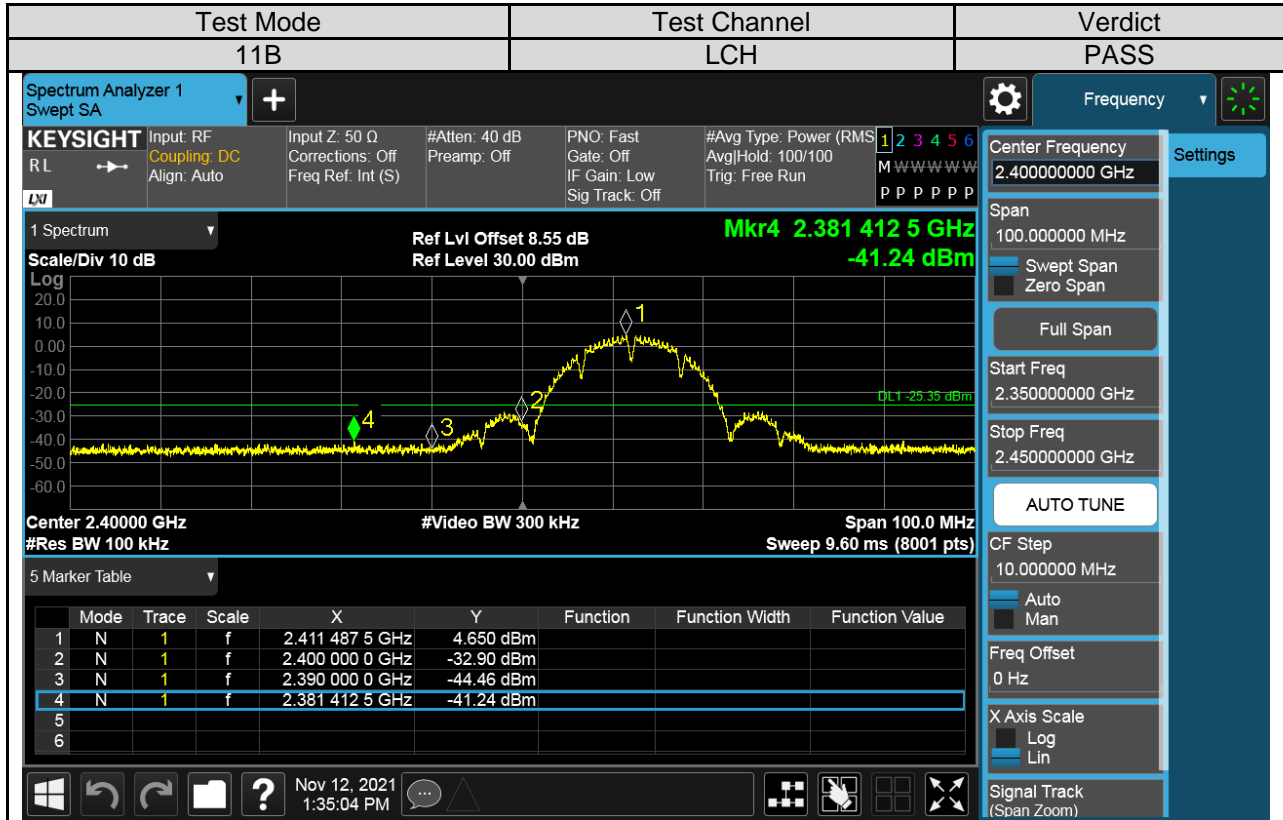 Test Mode Test Channel Verdict
11B LCH PASS
Spectrum Analyzer 1
Swept SA
+
Frequency
KEYSIGHT Input: RF Input Z: 50 Ω #Atten: 40 dB PNO: Fast #Avg Type: Power (RMS 1 2 3 4 5 6
RL Coupling: DC Corrections: Off Preamp: Off Gate: Off Avg|Hold: 100/100 M W W W W W
Align: Auto Freq Ref: Int (S) IF Gain: Low Trig: Free Run
LXI Sig Track: Off P P P P P P
1 Spectrum
Ref Lvl Offset 8.55 dB Mkr4 2.381 412 5 GHz
Scale/Div 10 dB Ref Level 30.00 dBm -41.24 dBm
Log
20.0
10.0
0.00
-10.0
-20.0
-30.0
-40.0
-50.0
-60.0
1
2
3
4
DL1 -25.35 dBm
Center 2.40000 GHz #Video BW 300 kHz Span 100.0 MHz
#Res BW 100 kHz Sweep 9.60 ms (8001 pts)
5 Marker Table
Mode Trace Scale X Y Function Function Width Function Value
1 N 1 f 2.411 487 5 GHz 4.650 dBm
2 N 1 f 2.400 000 0 GHz -32.90 dBm
3 N 1 f 2.390 000 0 GHz -44.46 dBm
4 N 1 f 2.381 412 5 GHz -41.24 dBm
5
6
Nov 12, 2021
1:35:04 PM
Center Frequency
2.400000000 GHz
Settings
Span
100.000000 MHz
Swept Span
Zero Span
Full Span
Start Freq
2.350000000 GHz
Stop Freq
2.450000000 GHz
AUTO TUNE
CF Step
10.000000 MHz
Auto
Man
Freq Offset
0 Hz
X Axis Scale
Log
Lin
Signal Track
(Span Zoom)